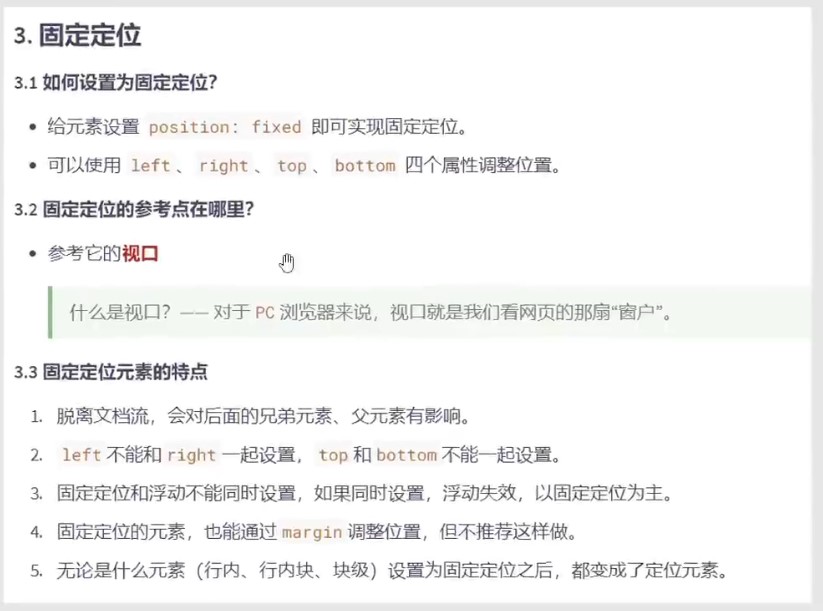 3. 固定定位
3.1 如何设置为固定定位?
• 给元素设置 position: fixed 即可实现固定定位。
• 可以使用 left 、 right 、 top 、 bottom 四个属性调整位置。
3.2 固定定位的参考点在哪里?
• 参考它的视口
什么是视口? —— 对于 PC 浏览器来说，视口就是我们看网页的那扇“窗户”。
3.3 固定定位元素的特点
1. 脱离文档流，会对后面的兄弟元素、父元素有影响。
2. left 不能和 right 一起设置， top 和 bottom 不能一起设置。
3. 固定定位和浮动不能同时设置，如果同时设置，浮动失效，以固定定位为主。
4. 固定定位的元素，也能通过 margin 调整位置，但不推荐这样做。
5. 无论是什么元素（行内、行内块、块级）设置为固定定位之后，都变成了定位元素。